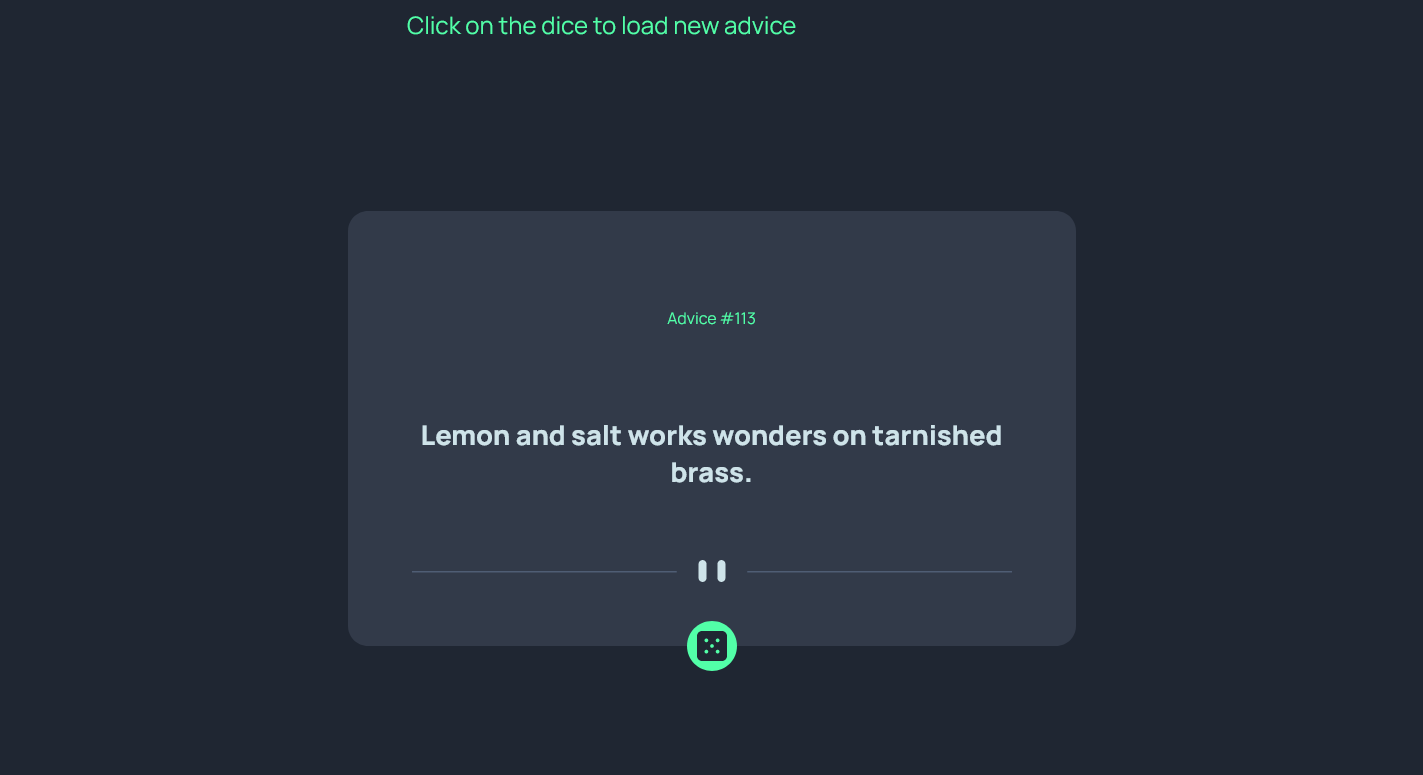 Click on the dice to load new advice
Advice #113
Lemon and salt works wonders on tarnished
brass.